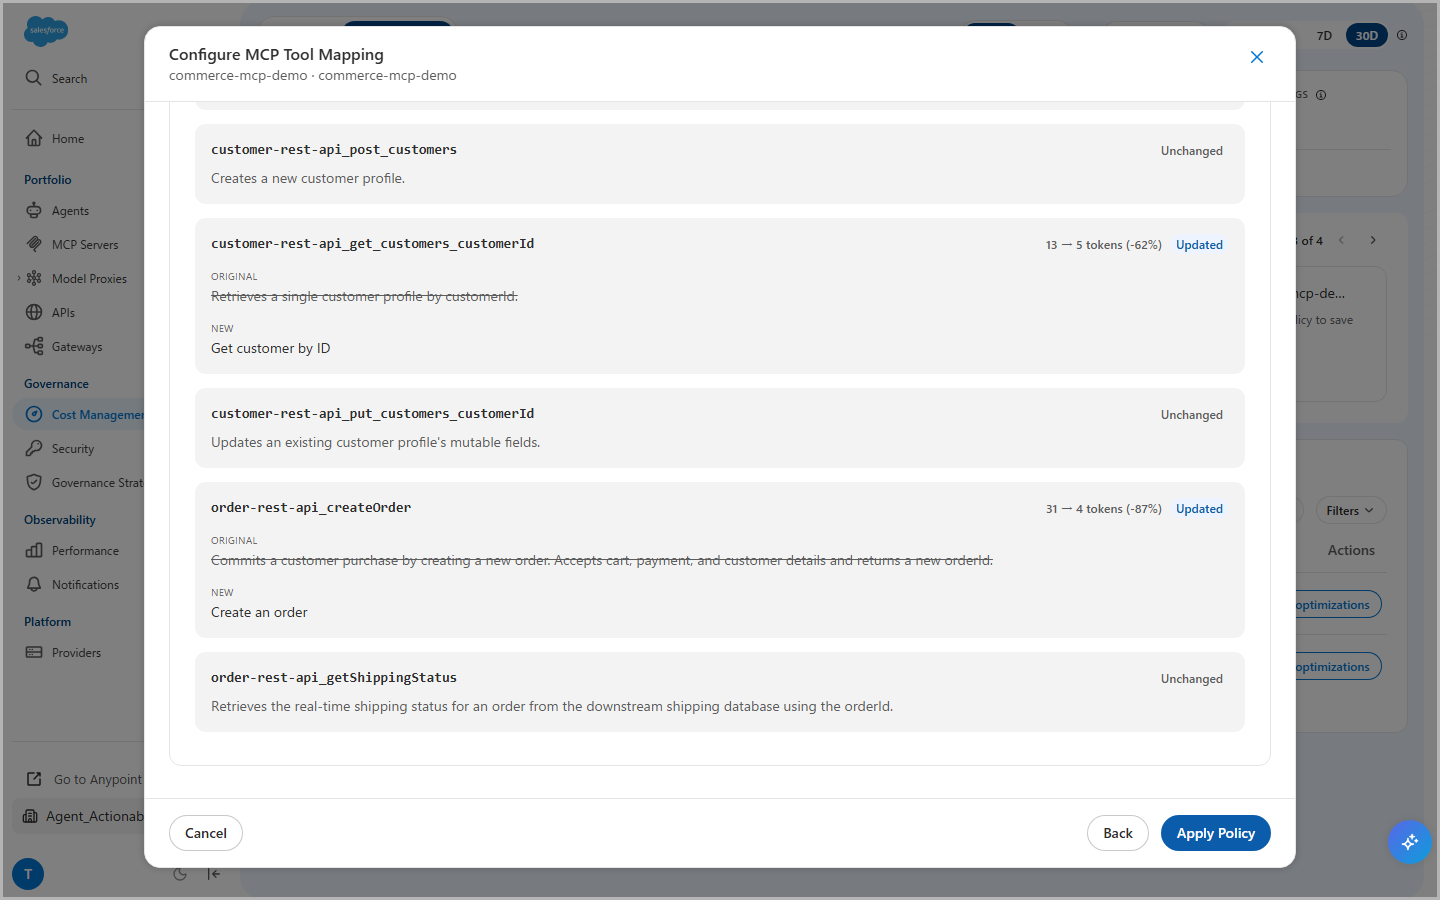 salesforce
Search
Home
Portfolio
Agents
MCP Servers
Model Proxies
APIs
Gateways
Governance
Cost Managemen
Security
Governance Strat
Observability
Performance
Notifications
Platform
Providers
Go to Anypoint
Agent_Actionab
T
Configure MCP Tool Mapping
commerce-mcp-demo · commerce-mcp-demo
customer-rest-api_post_customers
Unchanged
Creates a new customer profile.
customer-rest-api_get_customers_customerId
13 → 5 tokens (-62%) Updated
ORIGINAL
Retrieves a single customer profile by customerId.
NEW
Get customer by ID
customer-rest-api_put_customers_customerId
Unchanged
Updates an existing customer profile's mutable fields.
order-rest-api_createOrder
31 → 4 tokens (-87%) Updated
ORIGINAL
Commits a customer purchase by creating a new order. Accepts cart, payment, and customer details and returns a new orderId.
NEW
Create an order
order-rest-api_getShippingStatus
Unchanged
Retrieves the real-time shipping status for an order from the downstream shipping database using the orderId.
Cancel
Back
Apply Policy
7D
30D
GS
of 4
mcp-de...
licy to save
Filters
Actions
optimizations
optimizations